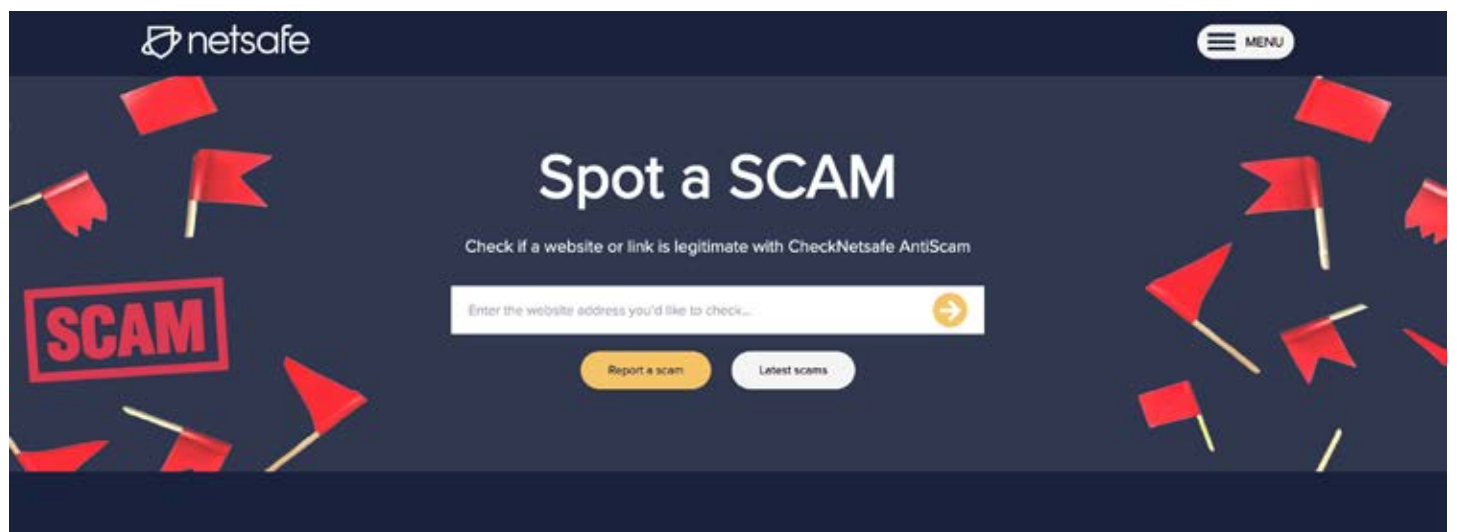 netsafe
MENU
Spot a SCAM
Check if a website or link is legitimate with CheckNetsafe AntiScam
SCAM
Enter the website address you'd like to check...
Report a scam
Latest scams